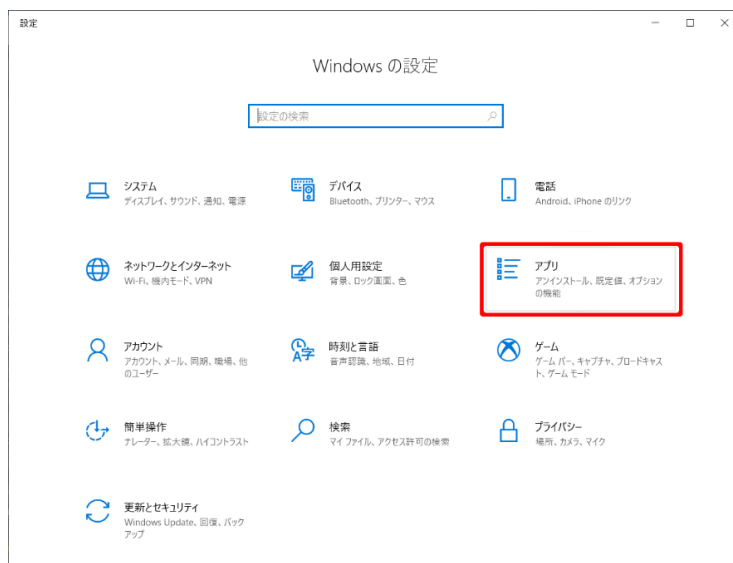 設定
Windows の設定
設定の検索
システム
ディスプレイ、サウンド、通知、電源
デバイス
Bluetooth、プリンター、マウス
電話
Android、iPhone のリンク
ネットワークとインターネット
Wi-Fi、機内モード、VPN
個人用設定
背景、ロック画面、色
アプリ
アンインストール、既定値、オプション
の機能
アカウント
アカウント、メール、同期、職場、他
のユーザー
時刻と言語
音声認識、地域、日付
ゲーム
ゲーム バー、キャプチャ、ブロードキャス
ト、ゲーム モード
簡単操作
ナレーター、拡大鏡、ハイコントラスト
検索
マイ ファイル、アクセス許可の検索
プライバシー
場所、カメラ、マイク
更新とセキュリティ
Windows Update、回復、バック
アップ